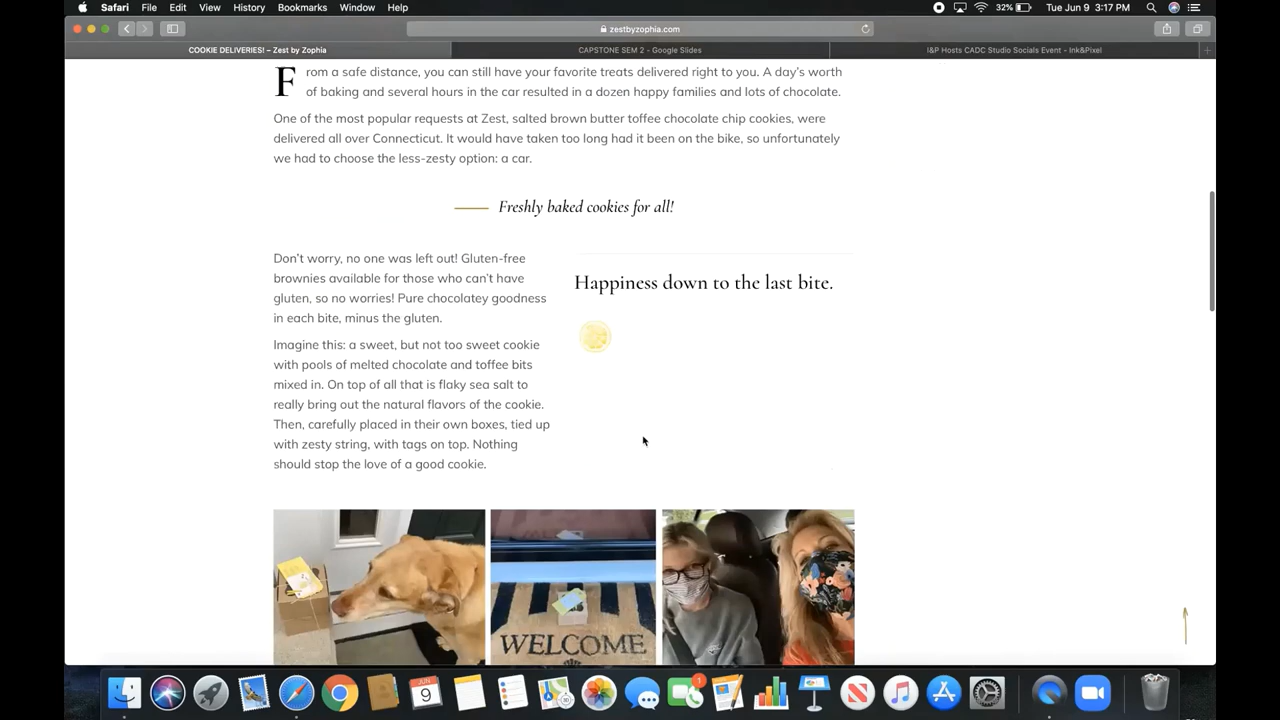 Safari File Edit View History Bookmarks Window Help 32% Tue Jun 9 3:17 PM
zestbyzophia.com
COOKIE DELIVERIES! – Zest by Zophia CAPSTONE SEM 2 - Google Slides I&P Hosts CADC Studio Socials Event - Ink&Pixel
From a safe distance, you can still have your favorite treats delivered right to you. A day's worth
of baking and several hours in the car resulted in a dozen happy families and lots of chocolate.
One of the most popular requests at Zest, salted brown butter toffee chocolate chip cookies, were
delivered all over Connecticut. It would have taken too long had it been on the bike, so unfortunately
we had to choose the less-zesty option: a car.
Freshly baked cookies for all!
Don't worry, no one was left out! Gluten-free
brownies available for those who can't have
gluten, so no worries! Pure chocolatey goodness
in each bite, minus the gluten.
Imagine this: a sweet, but not too sweet cookie
with pools of melted chocolate and toffee bits
mixed in. On top of all that is flaky sea salt to
really bring out the natural flavors of the cookie.
Then, carefully placed in their own boxes, tied up
with zesty string, with tags on top. Nothing
should stop the love of a good cookie.
Happiness down to the last bite.
WELCOME
JUN
9
1